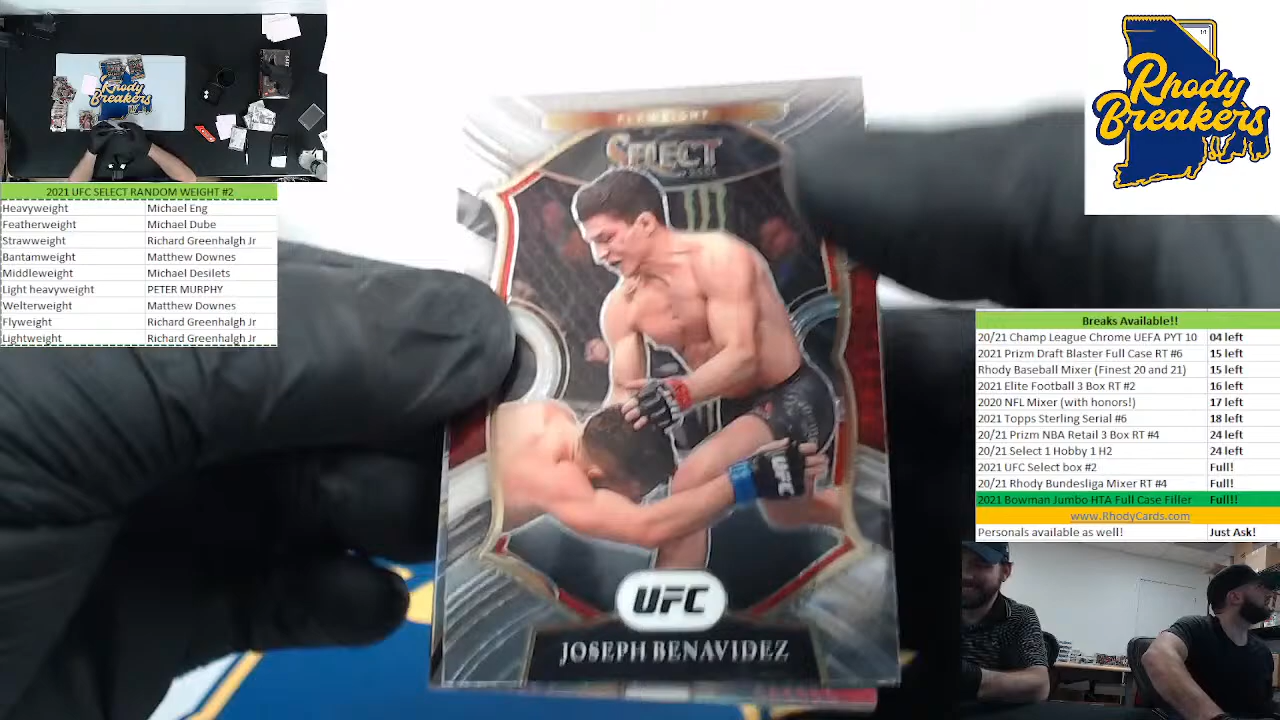 2021 UFC SELECT RANDOM WEIGHT #2
Heavyweight Michael Eng
Featherweight Michael Dube
Strawweight Richard Greenhalgh Jr
Bantamweight Matthew Downes
Middleweight Michael Desilets
Light heavyweight PETER MURPHY
Welterweight Matthew Downes
Flyweight Richard Greenhalgh Jr
Lightweight Richard Greenhalgh Jr
Rhody
Breakers
FLYWEIGHT
SELECT
UFC
UFC
JOSEPH BENAVIDEZ
Rhody
Breakers
1/1
Breaks Available!!
20/21 Champ League Chrome UEFA PYT 10 04 left
2021 Prizm Draft Blaster Full Case RT #6 15 left
Rhody Baseball Mixer (Finest 20 and 21) 15 left
2021 Elite Football 3 Box RT #2 16 left
2020 NFL Mixer (with honors!) 17 left
2021 Topps Sterling Serial #6 18 left
20/21 Prizm NBA Retail 3 Box RT #4 24 left
20/21 Select 1 Hobby 1 H2 24 left
2021 UFC Select box #2 Full!
20/21 Rhody Bundesliga Mixer RT #4 Full!
2021 Bowman Jumbo HTA Full Case Filler Full!!
www.RhodyCards.com
Personals available as well! Just Ask!